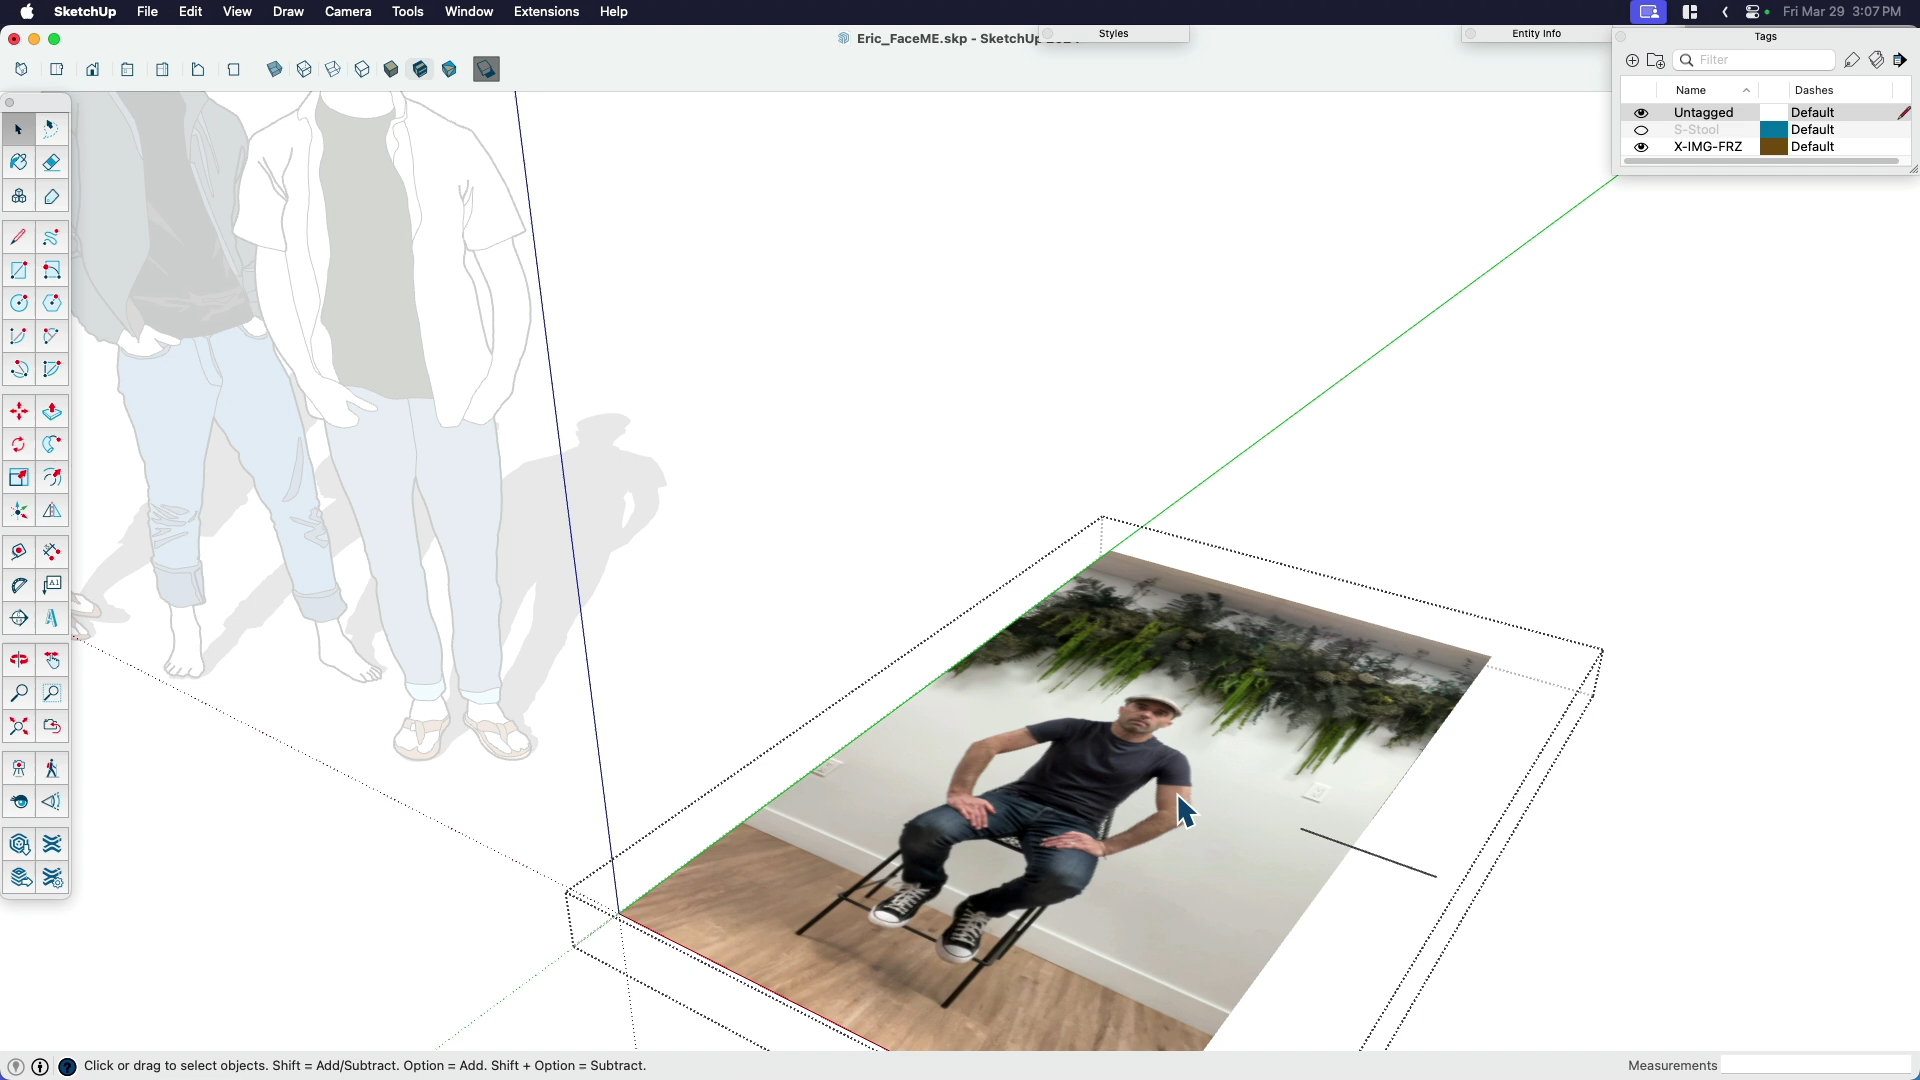 SketchUp File Edit View Draw Camera Tools Window Extensions Help
Fri Mar 29 3:07 PM
Eric_FaceME.skp - SketchUp
Styles
Entity Info
Tags
Filter
Name Dashes
Untagged Default
S-Stool Default
X-IMG-FRZ Default
A1
Click or drag to select objects. Shift = Add/Subtract. Option = Add. Shift + Option = Subtract.
Measurements